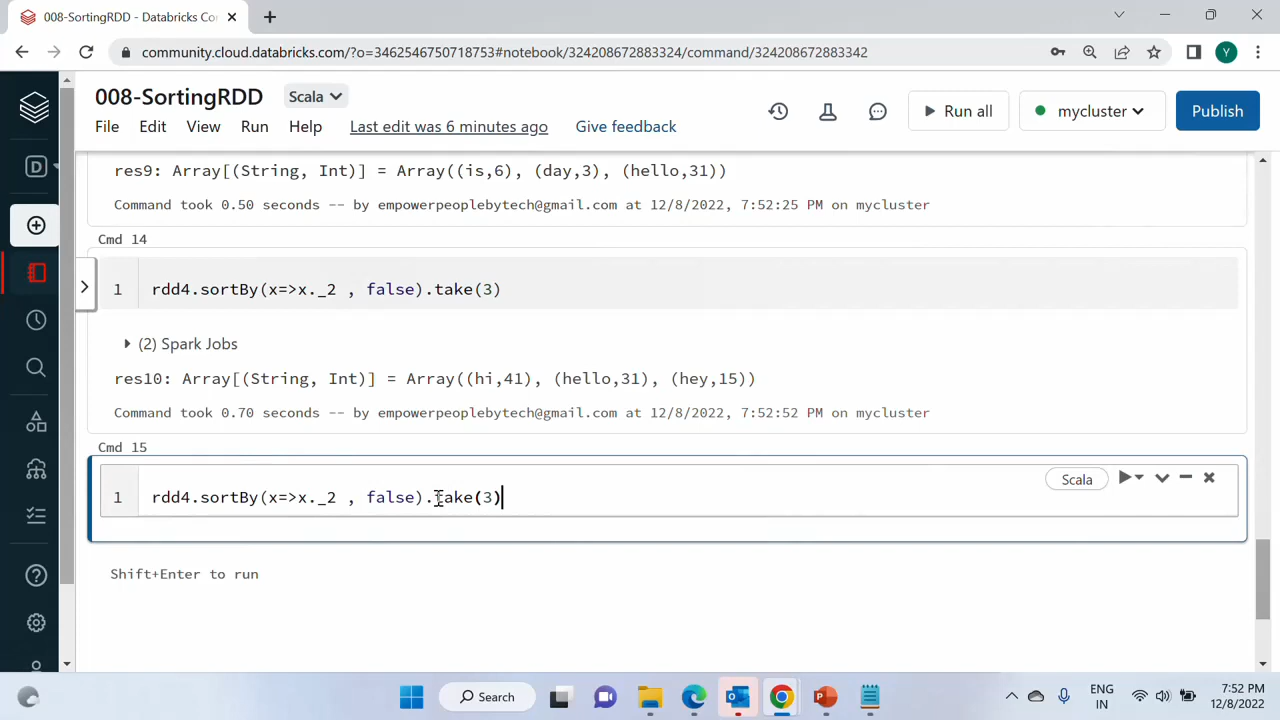 008-SortingRDD - Databricks Cor
community.cloud.databricks.com/?o=3462546750718753#notebook/324208672883324/command/324208672883342
Y
008-SortingRDD
Scala
File Edit View Run Help Last edit was 6 minutes ago Give feedback
Run all
mycluster
Publish
D
res9: Array[(String, Int)] = Array((is,6), (day,3), (hello,31))
Command took 0.50 seconds -- by empowerpeoplebytech@gmail.com at 12/8/2022, 7:52:25 PM on mycluster
Cmd 14
1 rdd4.sortBy(x=>x._2 , false).take(3)
(2) Spark Jobs
res10: Array[(String, Int)] = Array((hi,41), (hello,31), (hey,15))
Command took 0.70 seconds -- by empowerpeoplebytech@gmail.com at 12/8/2022, 7:52:52 PM on mycluster
Cmd 15
1 rdd4.sortBy(x=>x._2 , false).take(3)
Scala
Shift+Enter to run
Search
ENG
IN
7:52 PM
12/8/2022